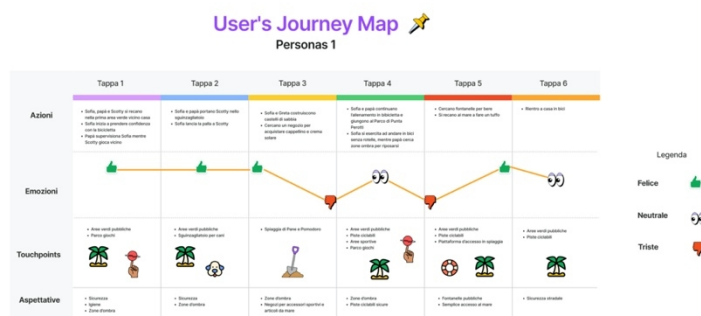 User's Journey Map
Personas 1
Tappa 1
Tappa 2
Tappa 3
Tappa 4
Tappa 5
Tappa 6
Azioni
Sofia, papà e Scotty si recano
nella prima area verde vicino casa
Sofia inizia a prendere confidenza
con la bicicletta
Papà supervisiona Sofia mentre
Scotty gioca vicino
Sofia e papà portano Scotty nello
sguinzagliatoio
Sofia lancia la palla a Scotty
Sofia e Greta costruiscono
castelli di sabbia
Cercano un negozio per
acquistare cappellino e crema
solare
Sofia e papà continuano
l'allenamento in bicicletta e
giungono al Parco di Punta
Perotti
Sofia si esercita ad andare in bici
senza rotelle, mentre papà cerca
zone ombra per riposarsi
Cercano fontanelle per bere
Si recano al mare a fare un tuffo
Rientro a casa in bici
Emozioni
Touchpoints
Aree verdi pubbliche
Parco giochi
Aree verdi pubbliche
Sguinzagliatoio per cani
Spiaggia di Pane e Pomodoro
Aree verdi pubbliche
Piste ciclabili
Aree sportive
Parco giochi
Aree verdi pubbliche
Piste ciclabili
Piattaforma d'accesso in spiaggia
Aree verdi pubbliche
Piste ciclabili
Aspettative
Sicurezza
Igiene
Zone d'ombra
Sicurezza
Zone d'ombra
Zone d'ombra
Negozi per accessori sportivi e
articoli da mare
Zone d'ombra
Piste ciclabili sicure
Fontanelle pubbliche
Semplice accesso al mare
Sicurezza stradale
Legenda
Felice
Neutrale
Triste